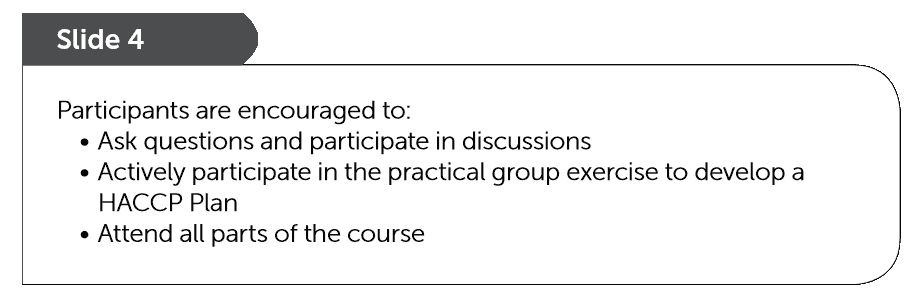 Slide 4
Participants are encouraged to:
• Ask questions and participate in discussions
• Actively participate in the practical group exercise to develop a
HACCP Plan
• Attend all parts of the course